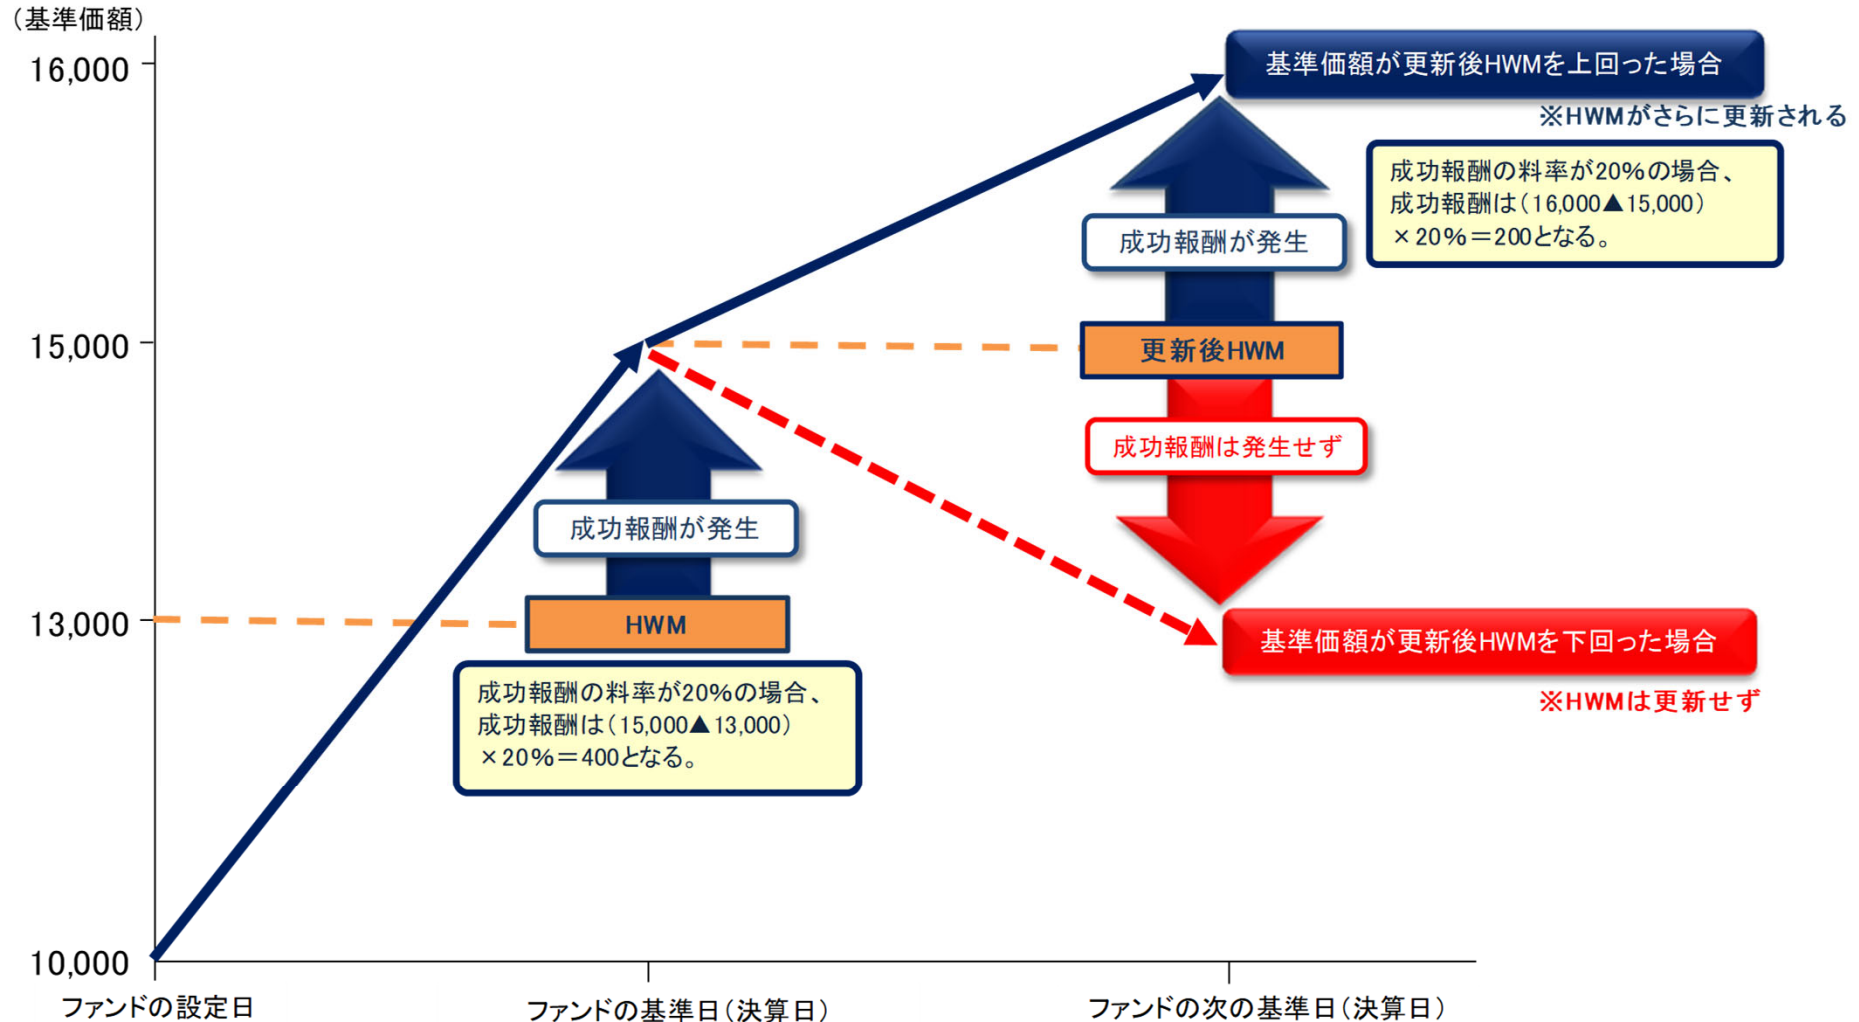 （基準価額）
16,000
基準価額が更新後HWMを上回った場合
※HWMがさらに更新される
成功報酬の料率が20%の場合、
成功報酬は（16,000▲15,000）
×20%＝200となる。
成功報酬が発生
15,000
更新後HWM
成功報酬は発生せず
成功報酬が発生
13,000
HWM
基準価額が更新後HWMを下回った場合
※HWMは更新せず
成功報酬の料率が20%の場合、
成功報酬は（15,000▲13,000）
×20%＝400となる。
10,000
ファンドの設定日
ファンドの基準日（決算日）
ファンドの次の基準日（決算日）